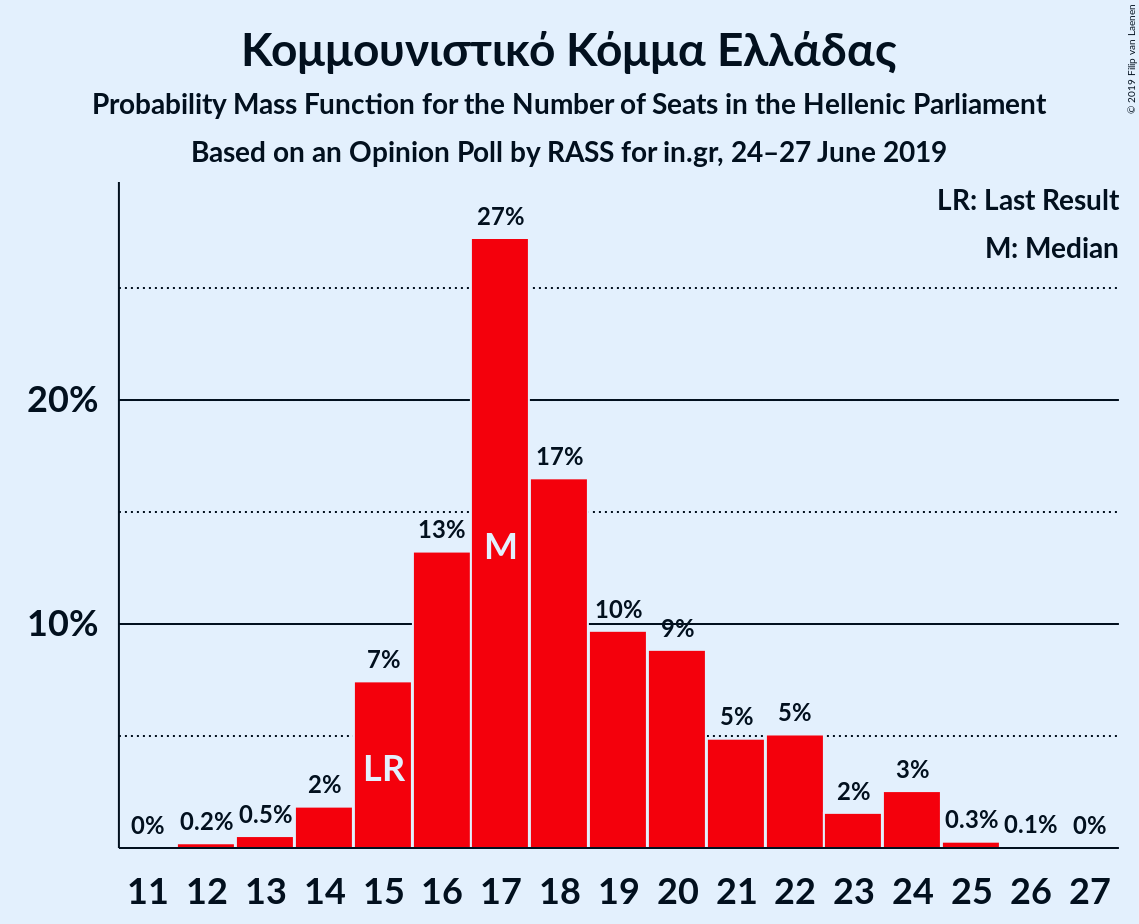 Κομμουνιστικό Κόμμα Ελλάδας
Probability Mass Function for the Number of Seats in the Hellenic Parliament
Based on an Opinion Poll by RASS for in.gr, 24–27 June 2019
© 2019 Filip van Laenen
LR: Last Result
M: Median
20%
10%
0%
0.2%
0.5%
2%
7%
13%
27%
17%
10%
9%
5%
5%
2%
3%
0.3%
0.1%
0%
LR
M
11 12 13 14 15 16 17 18 19 20 21 22 23 24 25 26 27